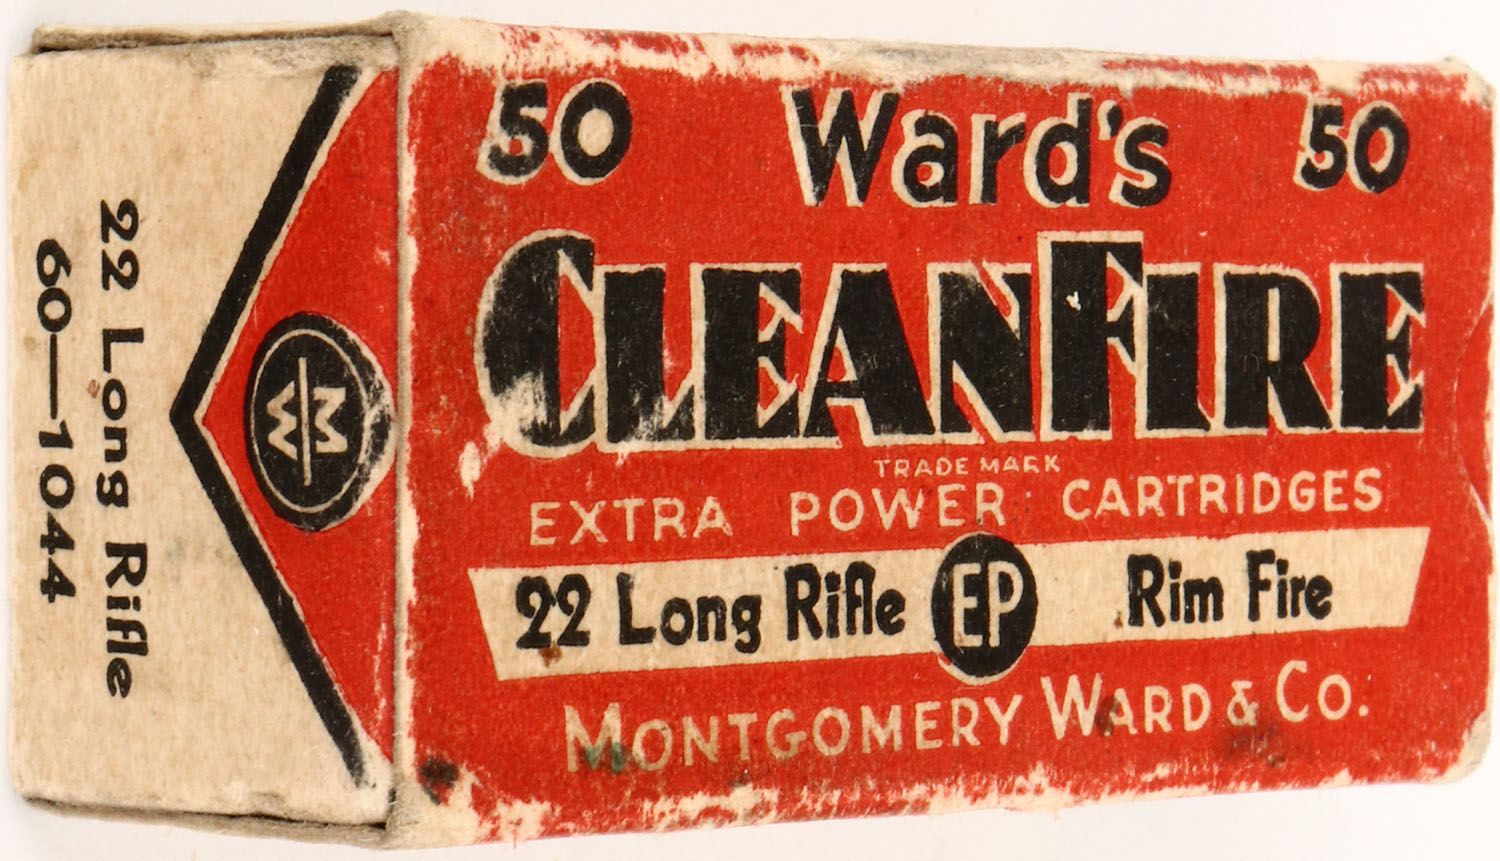 50 Ward's 50
CLEANFIRE
TRADE MARK
EXTRA POWER CARTRIDGES
22 Long Rifle EP Rim Fire
MONTGOMERY WARD & CO.
MW
22 Long Rifle
60-1044